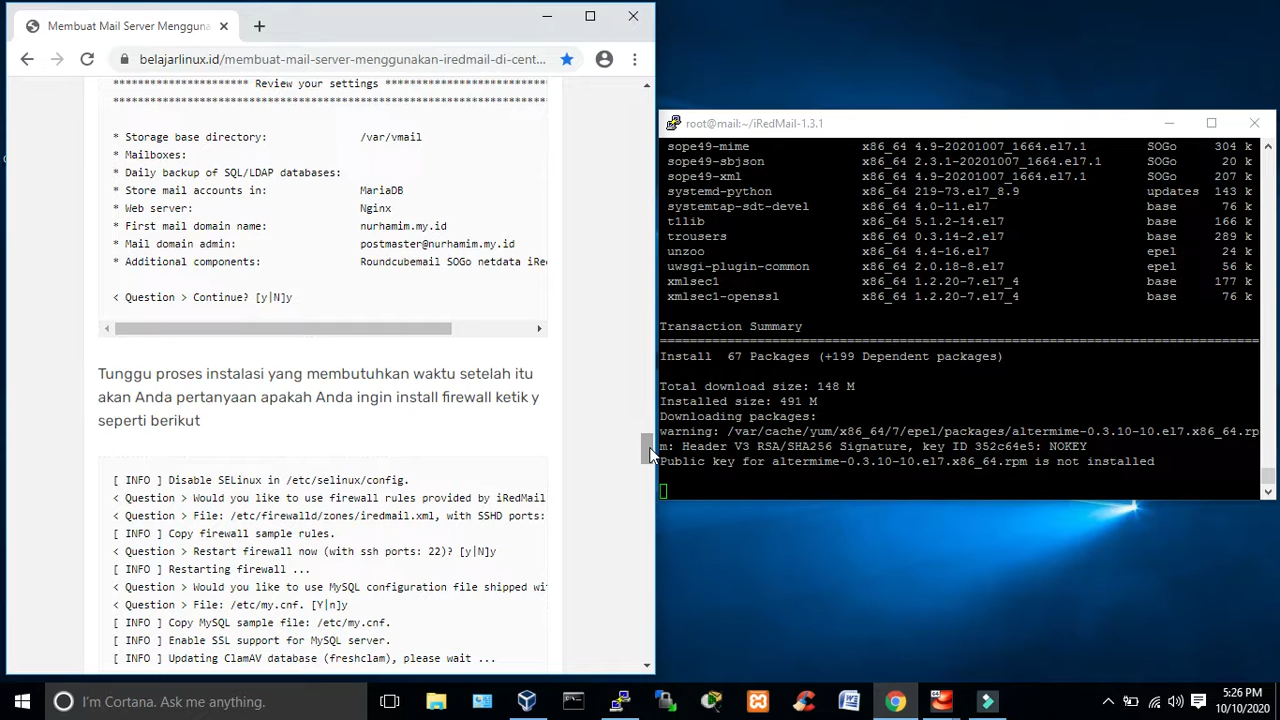 Membuat Mail Server Mengguna
belajarlinux.id/membuat-mail-server-menggunakan-iredmail-di-cent...
********************** Review your settings **************************
* Storage base directory: /var/vmail
* Mailboxes:
* Daily backup of SQL/LDAP databases:
* Store mail accounts in: MariaDB
* Web server: Nginx
* First mail domain name: nurhamim.my.id
* Mail domain admin: postmaster@nurhamim.my.id
* Additional components: Roundcubemail SOGo netdata iRed
< Question > Continue? [y|N]y
Tunggu proses instalasi yang membutuhkan waktu setelah itu
akan Anda pertanyaan apakah Anda ingin install firewall ketik y
seperti berikut
[ INFO ] Disable SELinux in /etc/selinux/config.
< Question > Would you like to use firewall rules provided by iRedMail
< Question > File: /etc/firewalld/zones/iredmail.xml, with SSHD ports:
[ INFO ] Copy firewall sample rules.
< Question > Restart firewall now (with ssh ports: 22)? [y|N]y
[ INFO ] Restarting firewall ...
< Question > Would you like to use MySQL configuration file shipped wi
< Question > File: /etc/my.cnf. [Y|n]y
[ INFO ] Copy MySQL sample file: /etc/my.cnf.
[ INFO ] Enable SSL support for MySQL server.
[ INFO ] Updating ClamAV database (freshclam), please wait ...
root@mail:~/iRedMail-1.3.1
sope49-mime x86_64 4.9-20201007_1664.el7.1 SOGo 304 k
sope49-sbjson x86_64 2.3.1-20201007_1664.el7.1 SOGo 20 k
sope49-xml x86_64 4.9-20201007_1664.el7.1 SOGo 207 k
systemd-python x86_64 219-73.el7_8.9 updates 143 k
systemtap-sdt-devel x86_64 4.0-11.el7 base 76 k
t1lib x86_64 5.1.2-14.el7 base 166 k
trousers x86_64 0.3.14-2.el7 base 289 k
unzoo x86_64 4.4-16.el7 epel 24 k
uwsgi-plugin-common x86_64 2.0.18-8.el7 epel 56 k
xmlsec1 x86_64 1.2.20-7.el7_4 base 177 k
xmlsec1-openssl x86_64 1.2.20-7.el7_4 base 76 k
Transaction Summary
================================================================================
Install 67 Packages (+199 Dependent packages)
Total download size: 148 M
Installed size: 491 M
Downloading packages:
warning: /var/cache/yum/x86_64/7/epel/packages/altermime-0.3.10-10.el7.x86_64.rp
m: Header V3 RSA/SHA256 Signature, key ID 352c64e5: NOKEY
Public key for altermime-0.3.10-10.el7.x86_64.rpm is not installed
I'm Cortana. Ask me anything.
5:26 PM
10/10/2020